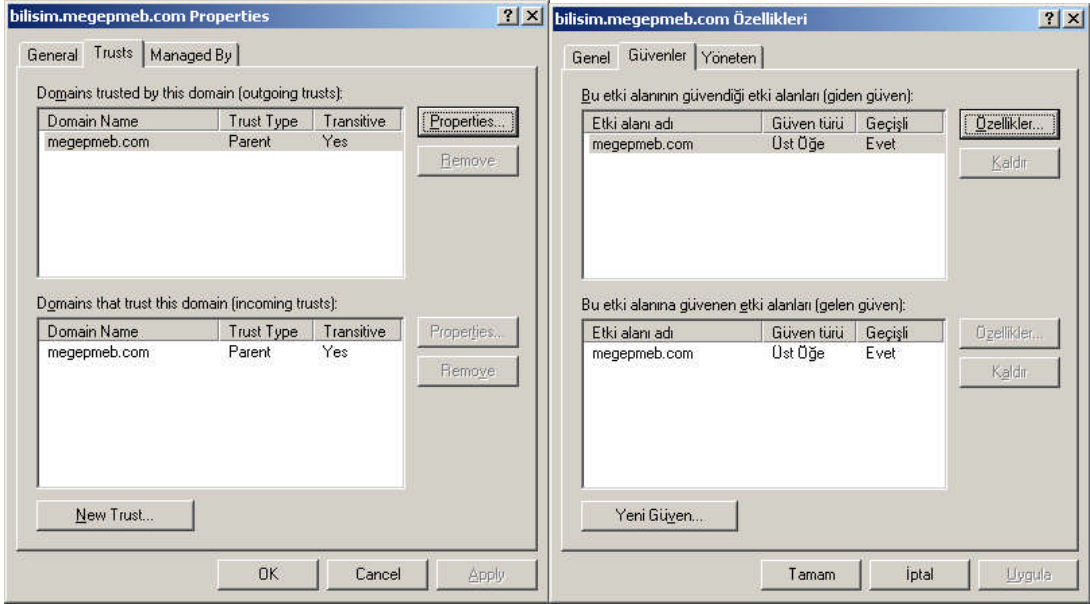 bilisim.megepmeb.com Properties
General Trusts Managed By
Domains trusted by this domain (outgoing trusts):
Domain Name Trust Type Transitive
megepmeb.com Parent Yes
Properties...
Remove
Domains that trust this domain (incoming trusts):
Domain Name Trust Type Transitive
megepmeb.com Parent Yes
Properties...
Remove
New Trust...
OK Cancel Apply
bilisim.megepmeb.com Özellikleri
Genel Güvenler Yöneten
Bu etki alanının güvendiği etki alanları (giden güven):
Etki alanı adı Güven türü Geçişli
megepmeb.com Üst Öğe Evet
Özellikler...
Kaldır
Bu etki alanına güvenen etki alanları (gelen güven):
Etki alanı adı Güven türü Geçişli
megepmeb.com Üst Öğe Evet
Özellikler...
Kaldır
Yeni Güven...
Tamam İptal Uygula